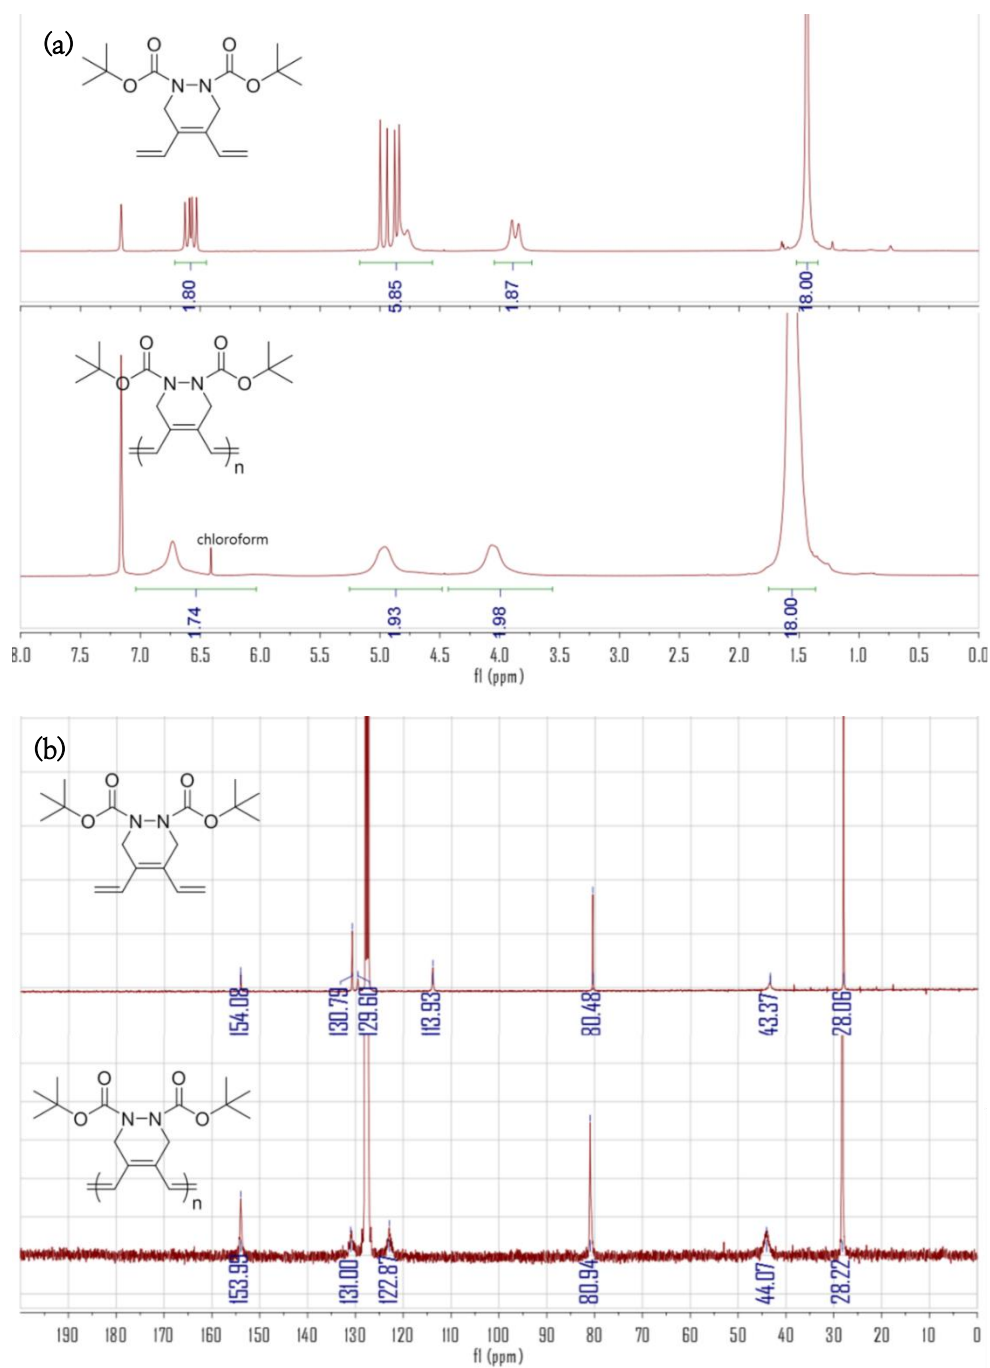 (a)
O O
O N N O
1.80 5.85 1.87 18.00
O O
O N N O
n
chloroform
1.74 1.93 1.98 18.00
8.0 7.5 7.0 6.5 6.0 5.5 5.0 4.5 4.0 3.5 3.0 2.5 2.0 1.5 1.0 0.5 0.0
f1 (ppm)
(b)
O O
O N N O
154.08 130.79 129.60 113.93 80.48 43.37 28.06
O O
O N N O
n
153.99 131.00 122.87 80.94 44.07 28.22
190 180 170 160 150 140 130 120 110 100 90 80 70 60 50 40 30 20 10 0
f1 (ppm)